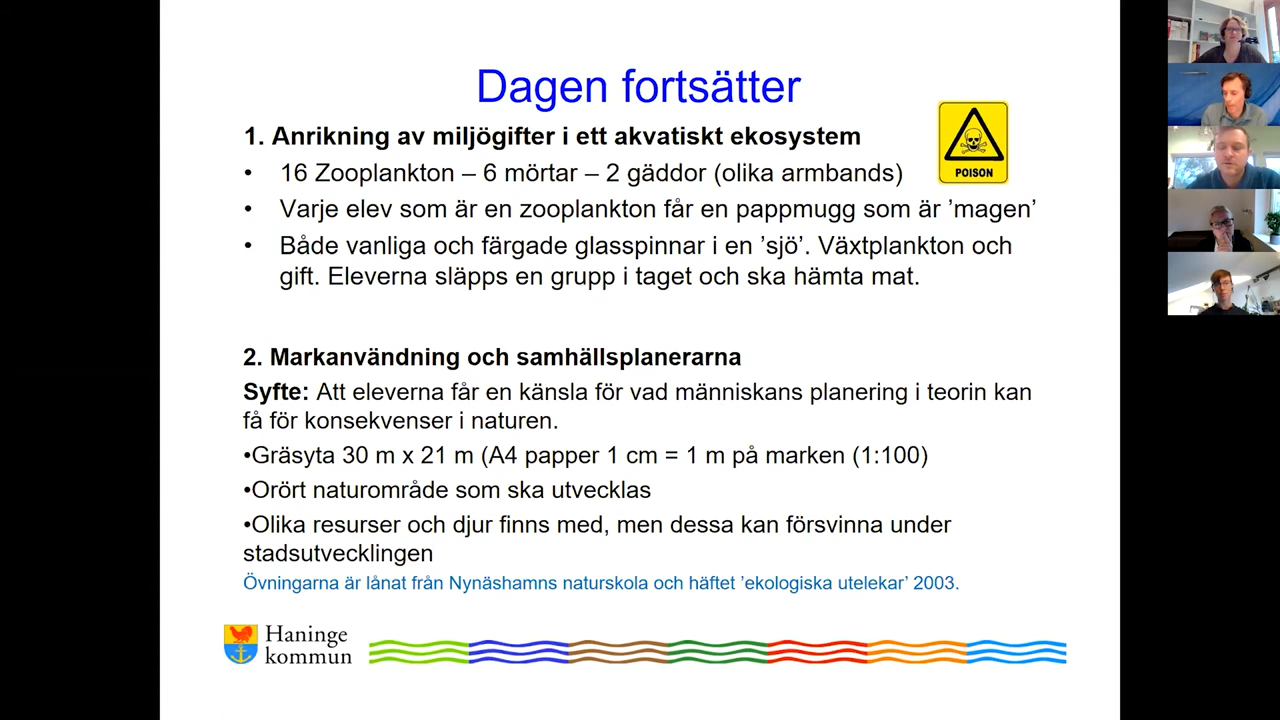 Dagen fortsätter
1. Anrikning av miljögifter i ett akvatiskt ekosystem
• 16 Zooplankton – 6 mörtar – 2 gäddor (olika armbands)
POISON
• Varje elev som är en zooplankton får en pappmugg som är ’magen’
• Både vanliga och färgade glasspinnar i en ’sjö’. Växtplankton och
gift. Eleverna släpps en grupp i taget och ska hämta mat.
2. Markanvändning och samhällsplanerarna
Syfte: Att eleverna får en känsla för vad människans planering i teorin kan
få för konsekvenser i naturen.
•Gräsyta 30 m x 21 m (A4 papper 1 cm = 1 m på marken (1:100)
•Orört naturområde som ska utvecklas
•Olika resurser och djur finns med, men dessa kan försvinna under
stadsutvecklingen
Övningarna är lånat från Nynäshamns naturskola och häftet ’ekologiska utelekar’ 2003.
Haninge
kommun